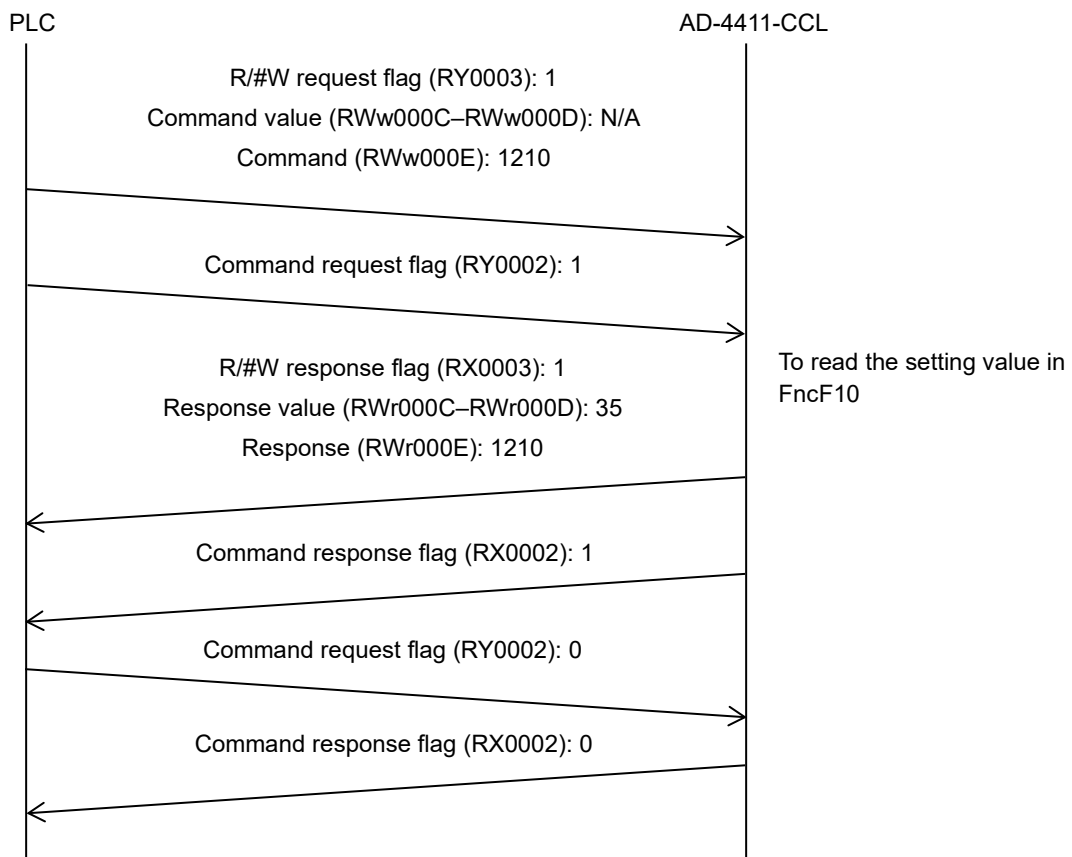 PLC
AD-4411-CCL
R/#W request flag (RY0003): 1
Command value (RWw000C–RWw000D): N/A
Command (RWw000E): 1210
Command request flag (RY0002): 1
R/#W response flag (RX0003): 1
Response value (RWr000C–RWr000D): 35
Response (RWr000E): 1210
To read the setting value in
FncF10
Command response flag (RX0002): 1
Command request flag (RY0002): 0
Command response flag (RX0002): 0